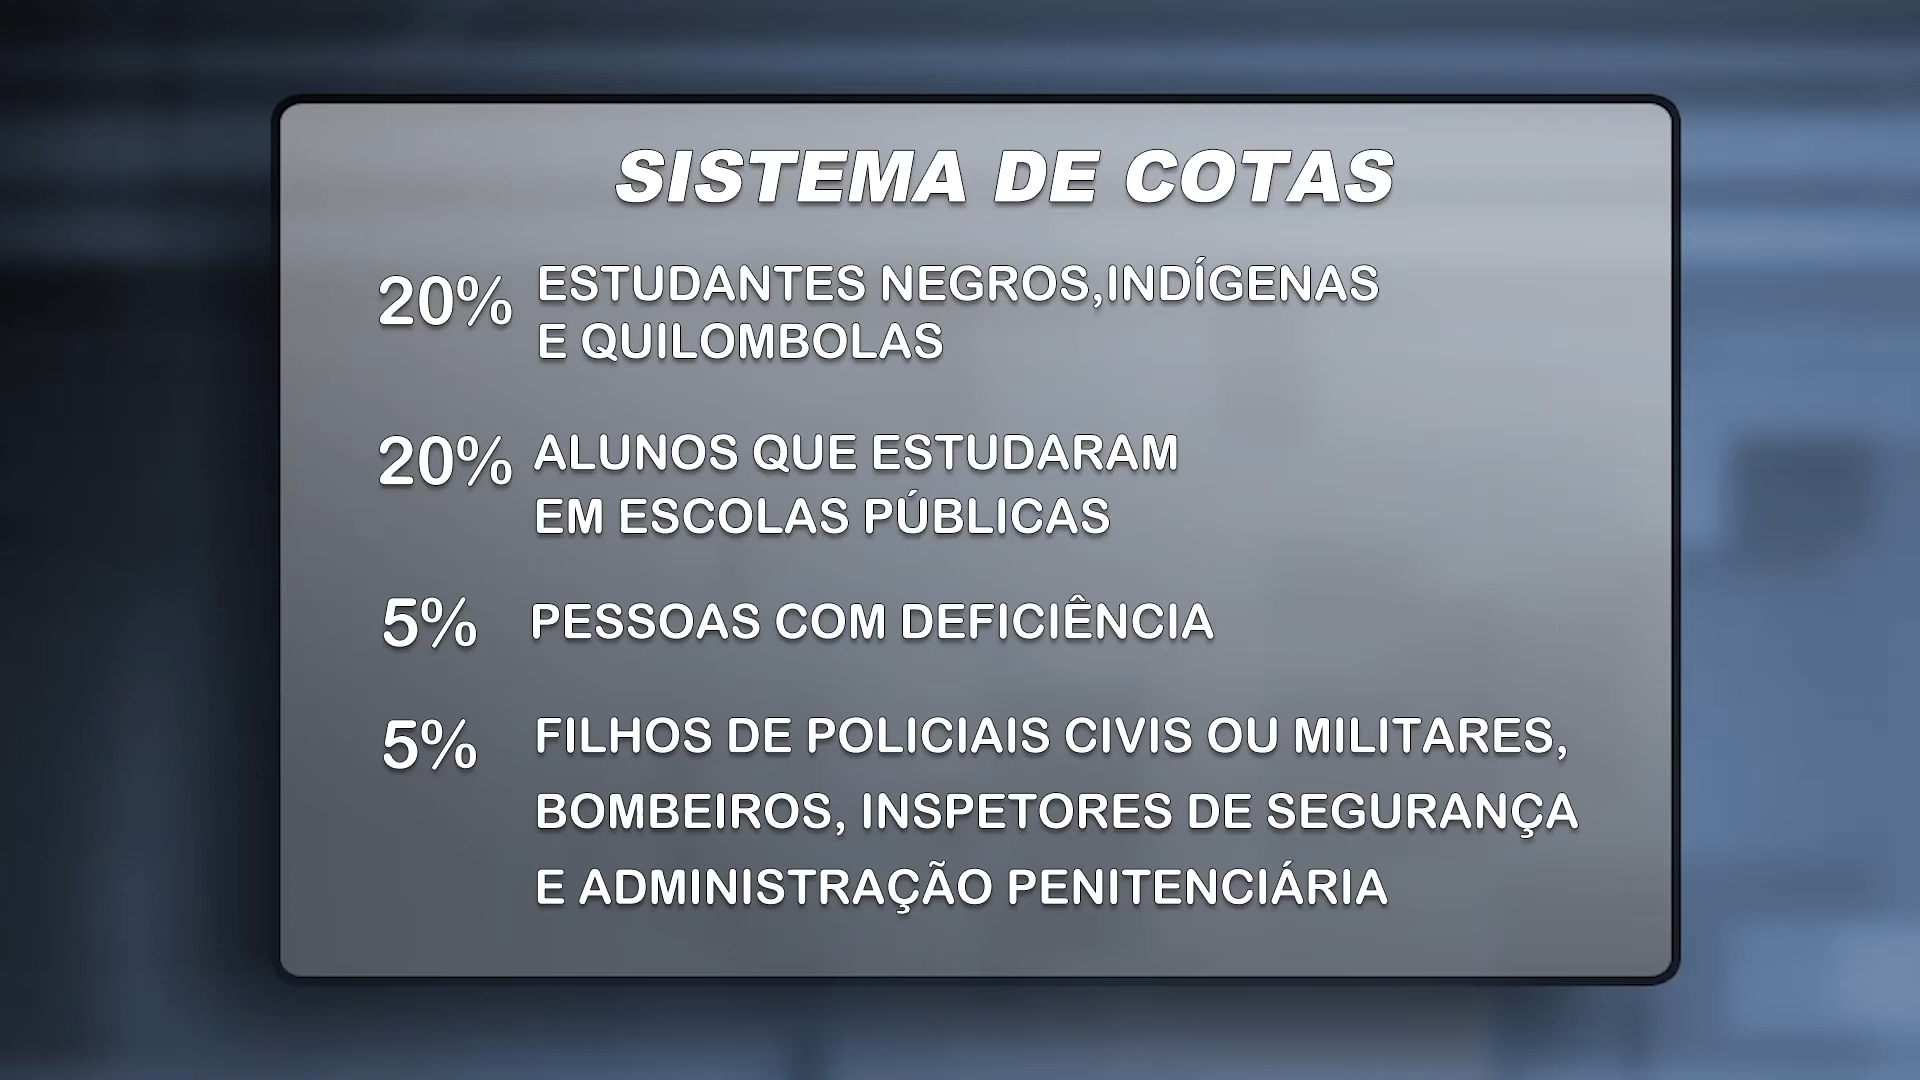 SISTEMA DE COTAS
20% ESTUDANTES NEGROS,INDÍGENAS
E QUILOMBOLAS
20% ALUNOS QUE ESTUDARAM
EM ESCOLAS PÚBLICAS
5% PESSOAS COM DEFICIÊNCIA
5% FILHOS DE POLICIAIS CIVIS OU MILITARES,
BOMBEIROS, INSPETORES DE SEGURANÇA
E ADMINISTRAÇÃO PENITENCIÁRIA